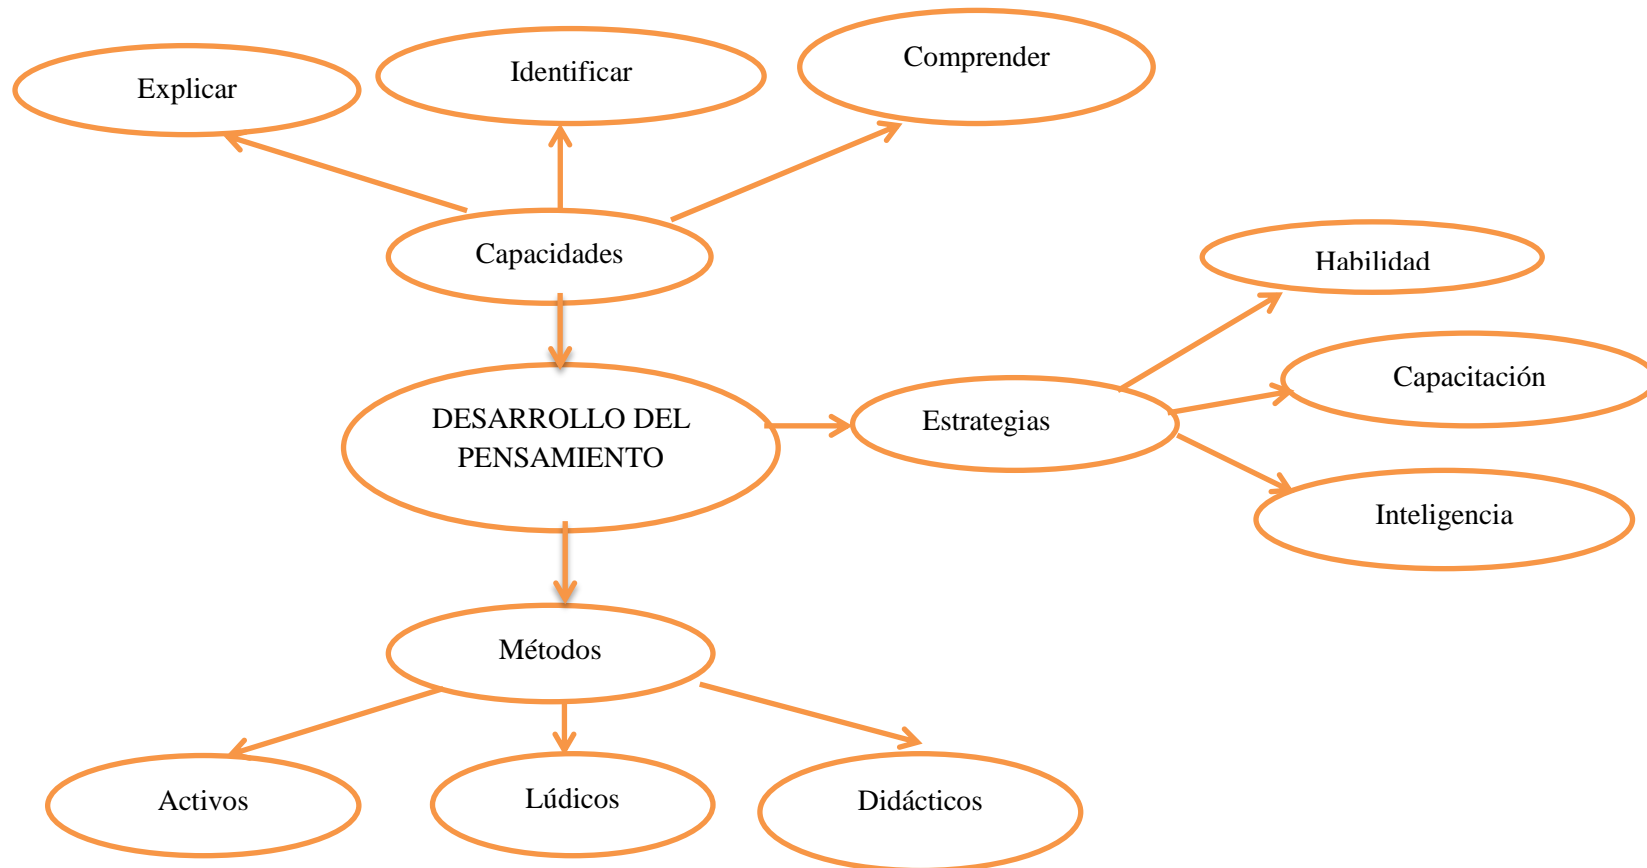 Explicar
Identificar
Comprender
Capacidades
Habilidad
Capacitación
DESARROLLO DEL
PENSAMIENTO
Estrategias
Inteligencia
Métodos
Activos
Lúdicos
Didácticos